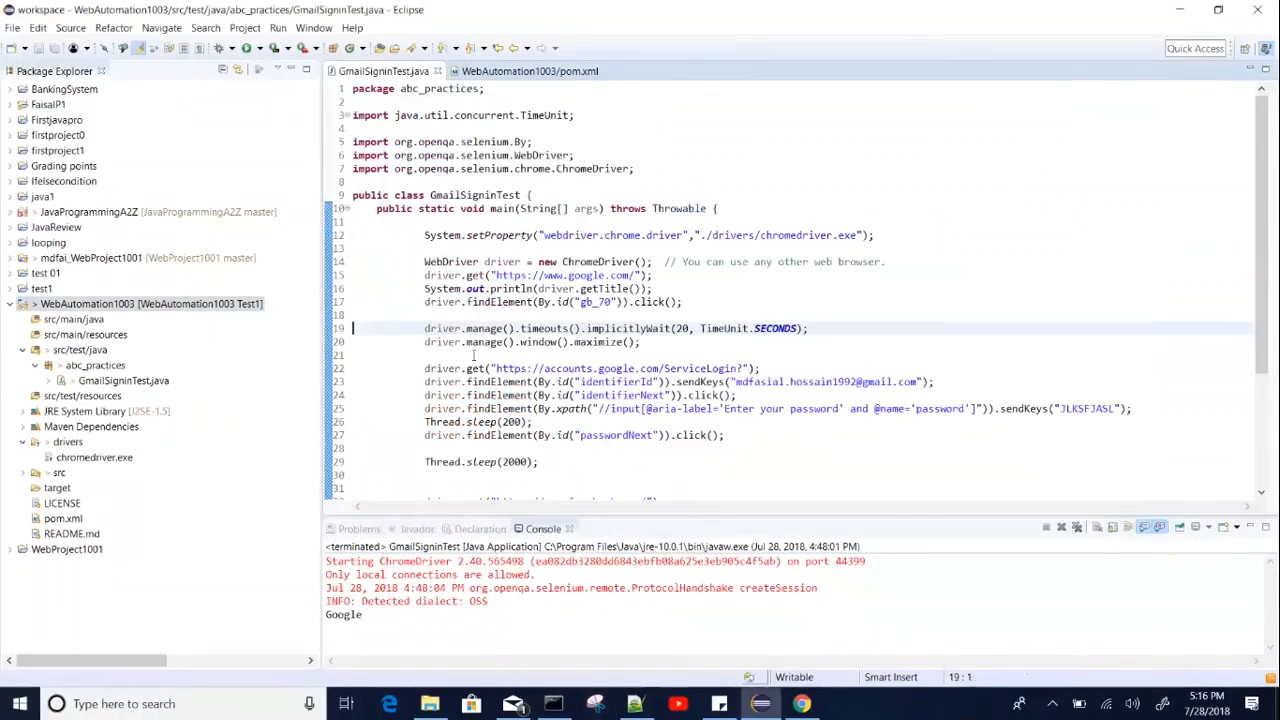 workspace - WebAutomation1003/src/test/java/abc_practices/GmailSigninTest.java - Eclipse
File Edit Source Refactor Navigate Search Project Run Window Help
Quick Access
Package Explorer
BankingSystem
FaisalP1
Firstjavapro
firstproject0
firstproject1
Grading points
Ifelsecondition
java1
> JavaProgrammingA2Z [JavaProgrammingA2Z master]
JavaReview
looping
> mdfai_WebProject1001 [WebProject1001 master]
test 01
test1
> WebAutomation1003 [WebAutomation1003 Test1]
src/main/java
src/main/resources
> src/test/java
> abc_practices
> GmailSigninTest.java
src/test/resources
JRE System Library [J2SE-1.5]
Maven Dependencies
> drivers
chromedriver.exe
> src
target
LICENSE
pom.xml
README.md
WebProject1001
GmailSigninTest.java WebAutomation1003/pom.xml
1 package abc_practices;
2
3 import java.util.concurrent.TimeUnit;
4
5 import org.openqa.selenium.By;
6 import org.openqa.selenium.WebDriver;
7 import org.openqa.selenium.chrome.ChromeDriver;
8
9 public class GmailSigninTest {
10 public static void main(String[] args) throws Throwable {
11
12 System.setProperty("webdriver.chrome.driver","./drivers/chromedriver.exe");
13
14 WebDriver driver = new ChromeDriver(); // You can use any other web browser.
15 driver.get("https://www.google.com/");
16 System.out.println(driver.getTitle());
17 driver.findElement(By.id("gb_70")).click();
18
19 driver.manage().timeouts().implicitlyWait(20, TimeUnit.SECONDS);
20 driver.manage().window().maximize();
21
22 driver.get("https://accounts.google.com/ServiceLogin?");
23 driver.findElement(By.id("identifierId")).sendKeys("mdfasial.hossain1992@gmail.com");
24 driver.findElement(By.id("identifierNext")).click();
25 driver.findElement(By.xpath("//input[@aria-label='Enter your password' and @name='password']")).sendKeys("JLKSFJASL");
26 Thread.sleep(200);
27 driver.findElement(By.id("passwordNext")).click();
28
29 Thread.sleep(2000);
30
31
Problems Javadoc Declaration Console
<terminated> GmailSigninTest [Java Application] C:\Program Files\Java\jre-10.0.1\bin\javaw.exe (Jul 28, 2018, 4:48:01 PM)
Starting ChromeDriver 2.40.565498 (ea082db3280dd6843ebfb08a625e3eb905c4f5ab) on port 44399
Only local connections are allowed.
Jul 28, 2018 4:48:04 PM org.openqa.selenium.remote.ProtocolHandshake createSession
INFO: Detected dialect: OSS
Google
Writable Smart Insert 19 : 1
Type here to search
5:16 PM
7/28/2018